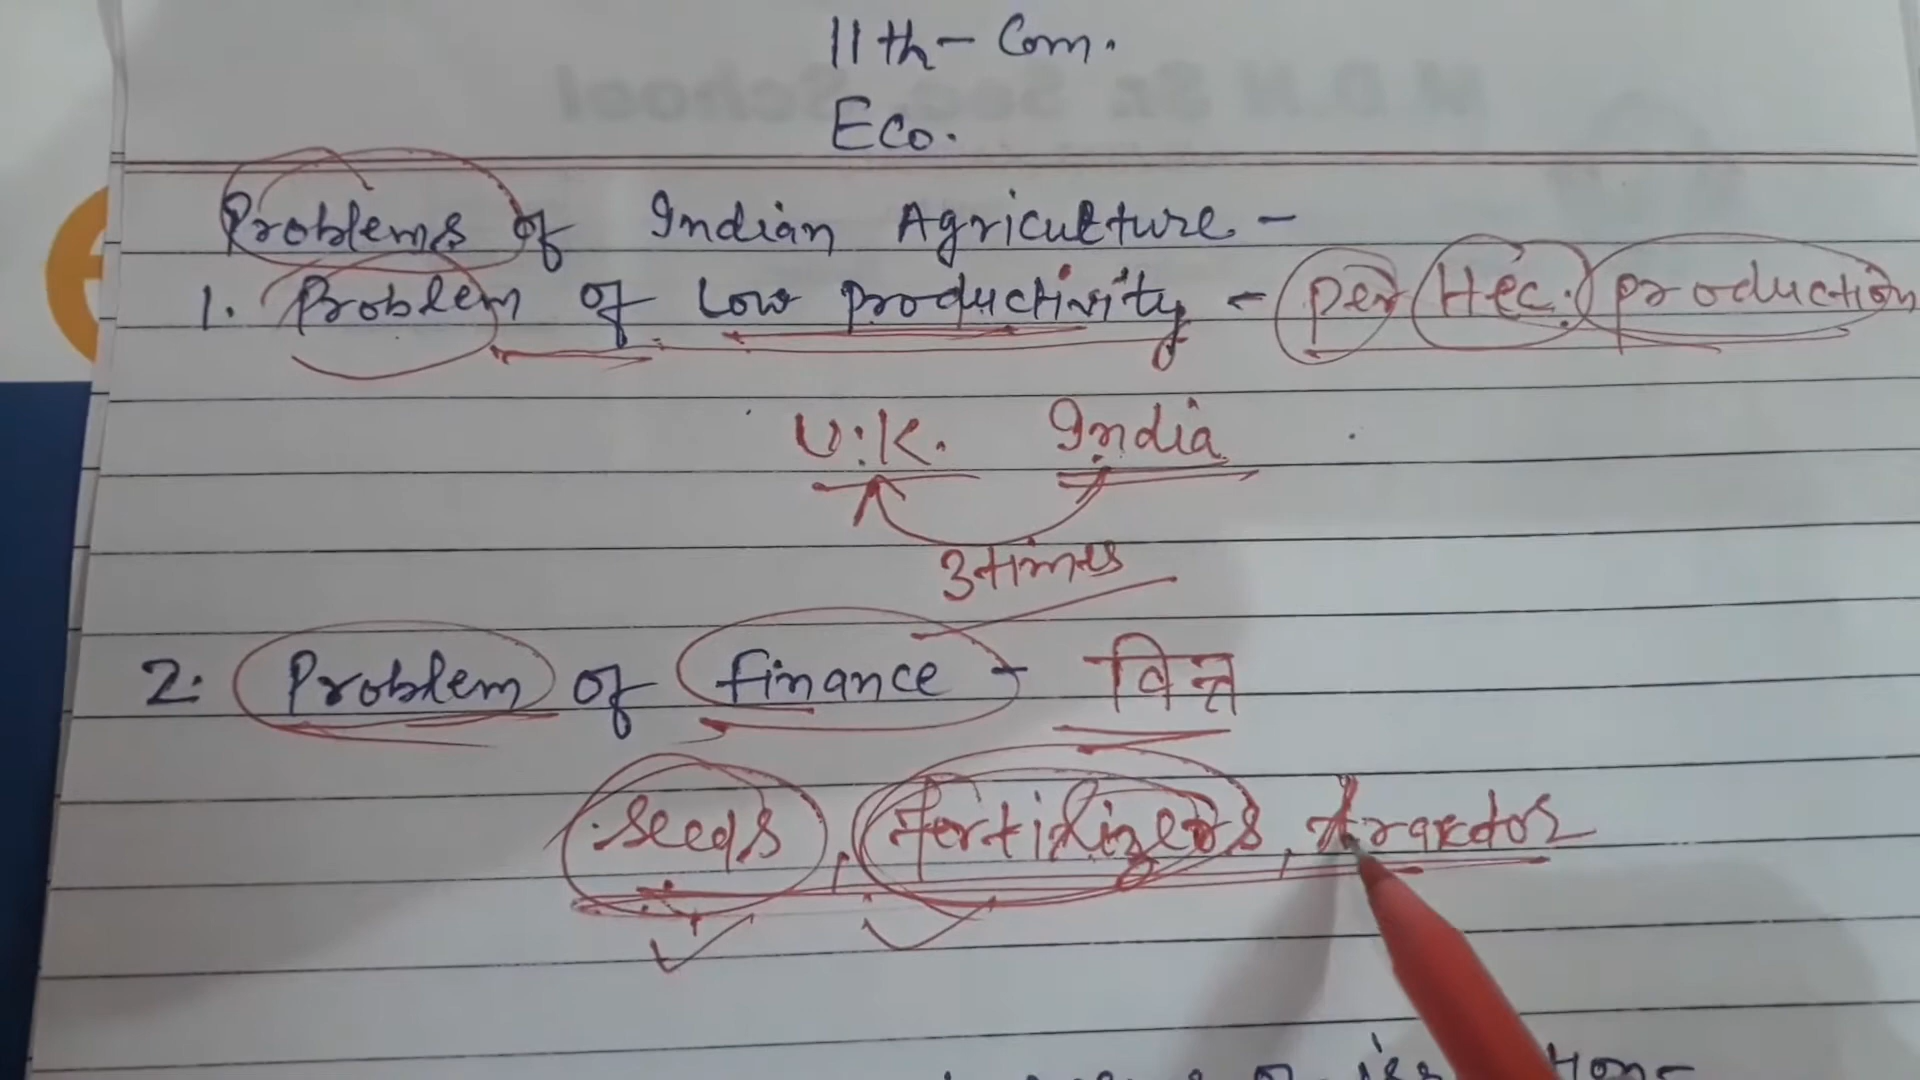 11th - Com.
Eco.
Problems of Indian Agriculture -
1. Problem of Low productivity - per Hec. production
U.K. India
3 times
2. Problem of finance - वित्त
seeds, fertilizers, traktor